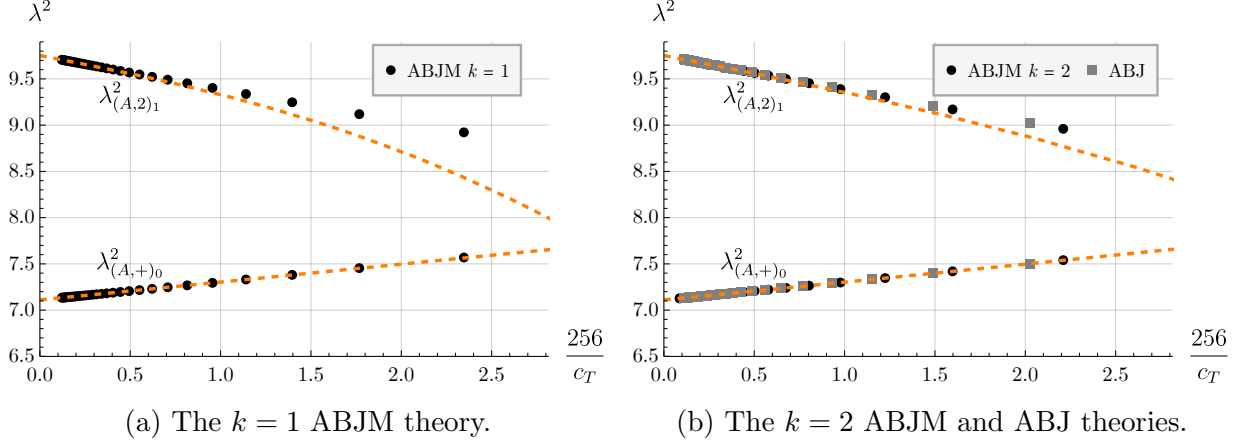 λ²
9.5
9.0
8.5
8.0
7.5
7.0
6.5
0.0 0.5 1.0 1.5 2.0 2.5
ABJM k = 1
λ²_{(A,2)_1}
λ²_{(A,+)_0}
256
c_T
(a) The k = 1 ABJM theory.
λ²
9.5
9.0
8.5
8.0
7.5
7.0
6.5
0.0 0.5 1.0 1.5 2.0 2.5
ABJM k = 2 ABJ
λ²_{(A,2)_1}
λ²_{(A,+)_0}
256
c_T
(b) The k = 2 ABJM and ABJ theories.